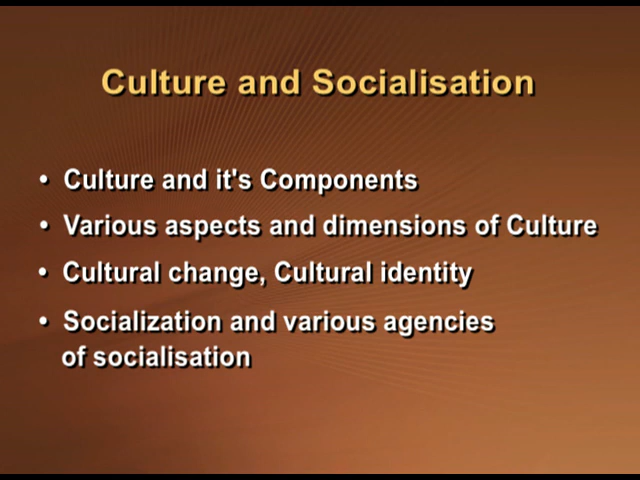 Culture and Socialisation
• Culture and it's Components
• Various aspects and dimensions of Culture
• Cultural change, Cultural identity
• Socialization and various agencies
of socialisation